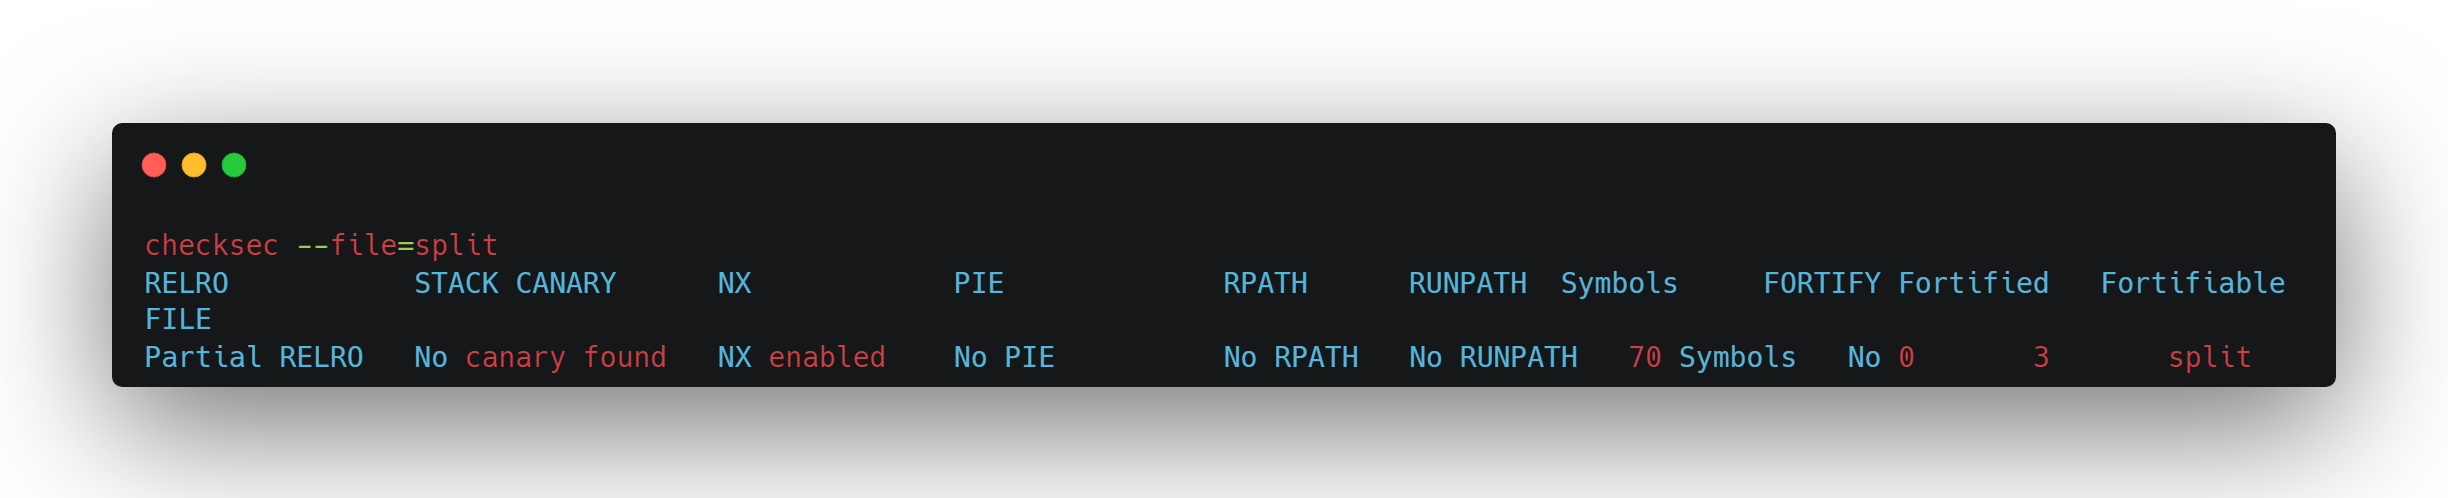 checksec --file=split
RELRO           STACK CANARY      NX            PIE             RPATH      RUNPATH  Symbols     FORTIFY Fortified   Fortifiable
FILE
Partial RELRO   No canary found   NX enabled    No PIE          No RPATH   No RUNPATH   70 Symbols   No 0       3       split